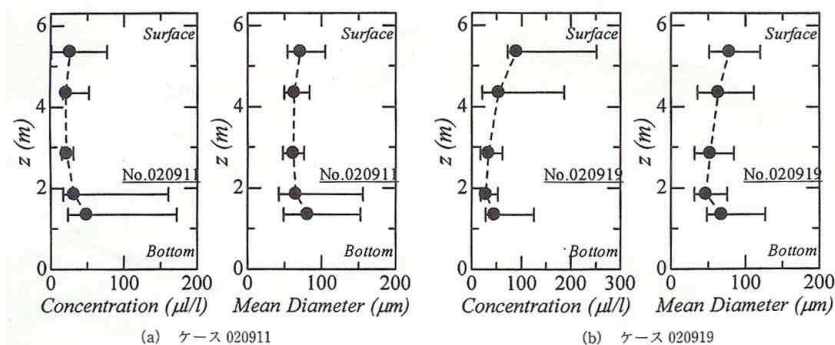 6
4
2
0
z (m)
Surface
No.020911
Bottom
0
100
200
Concentration (μl/l)
6
4
2
0
z (m)
Surface
No.020911
Bottom
0
100
200
Mean Diameter (μm)
(a) ケース 020911
6
4
2
0
z (m)
Surface
No.020919
Bottom
0
100
200
300
Concentration (μl/l)
6
4
2
0
z (m)
Surface
No.020919
Bottom
0
50
100
150
200
Mean Diameter (μm)
(b) ケース 020919